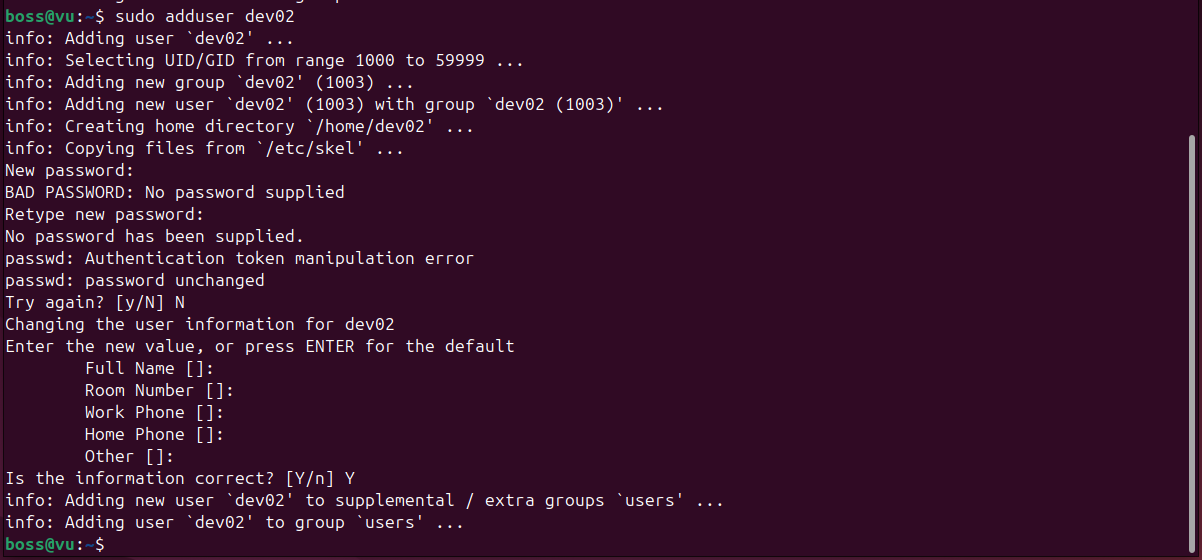 boss@vu:~$ sudo adduser dev02
info: Adding user `dev02' ...
info: Selecting UID/GID from range 1000 to 59999 ...
info: Adding new group `dev02' (1003) ...
info: Adding new user `dev02' (1003) with group `dev02 (1003)' ...
info: Creating home directory `/home/dev02' ...
info: Copying files from `/etc/skel' ...
New password:
BAD PASSWORD: No password supplied
Retype new password:
No password has been supplied.
passwd: Authentication token manipulation error
passwd: password unchanged
Try again? [y/N] N
Changing the user information for dev02
Enter the new value, or press ENTER for the default
        Full Name []:
        Room Number []:
        Work Phone []:
        Home Phone []:
        Other []:
Is the information correct? [Y/n] Y
info: Adding new user `dev02' to supplemental / extra groups `users' ...
info: Adding user `dev02' to group `users' ...
boss@vu:~$